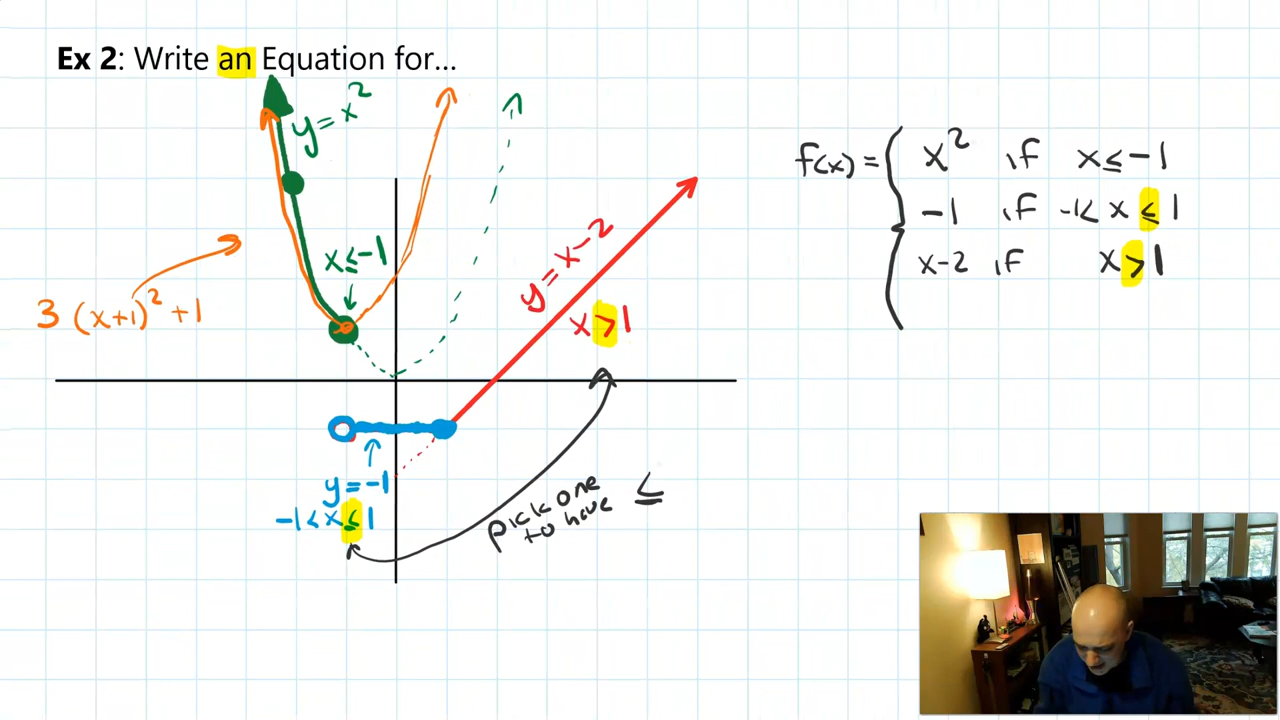 Ex 2: Write an Equation for...
y = x²
f(x) = { x² if x ≤ -1
-1 if -1 < x ≤ 1
x-2 if x > 1
x ≤ -1
y = x-2
x > 1
3 (x+1)² + 1
y = -1
-1 < x ≤ 1
pick one
to have ≤